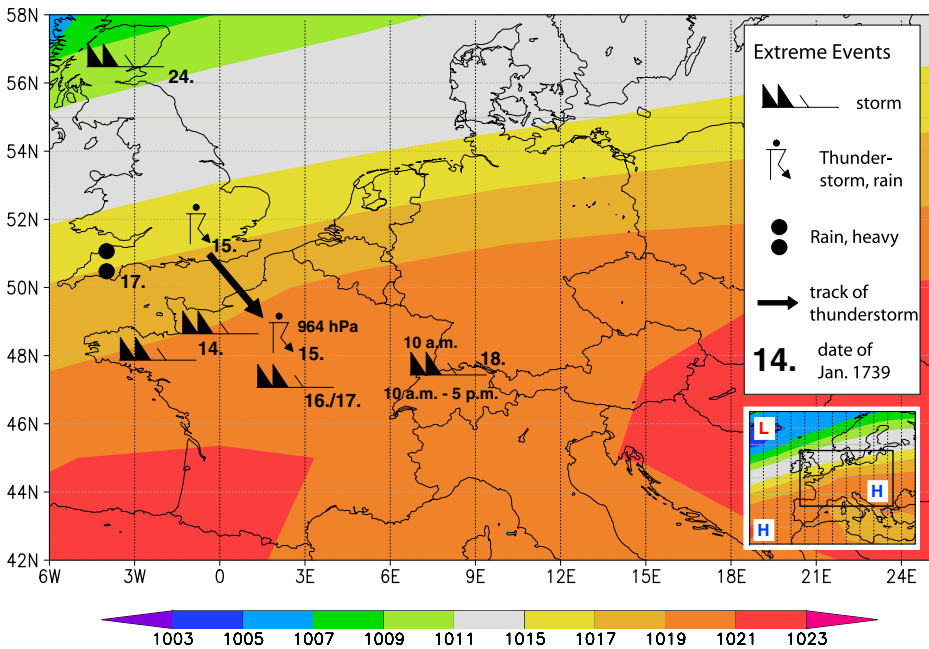 58N
56N
54N
52N
50N
48N
46N
44N
42N
6W 3W 0 3E 6E 9E 12E 15E 18E 21E 24E
24.
15.
17.
14.
964 hPa
15.
16./17.
10 a.m.
18.
10 a.m. - 5 p.m.
Extreme Events
storm
Thunder-
storm, rain
Rain, heavy
track of
thunderstorm
14.
date of
Jan. 1739
L
H
H
1003 1005 1007 1009 1011 1015 1017 1019 1021 1023